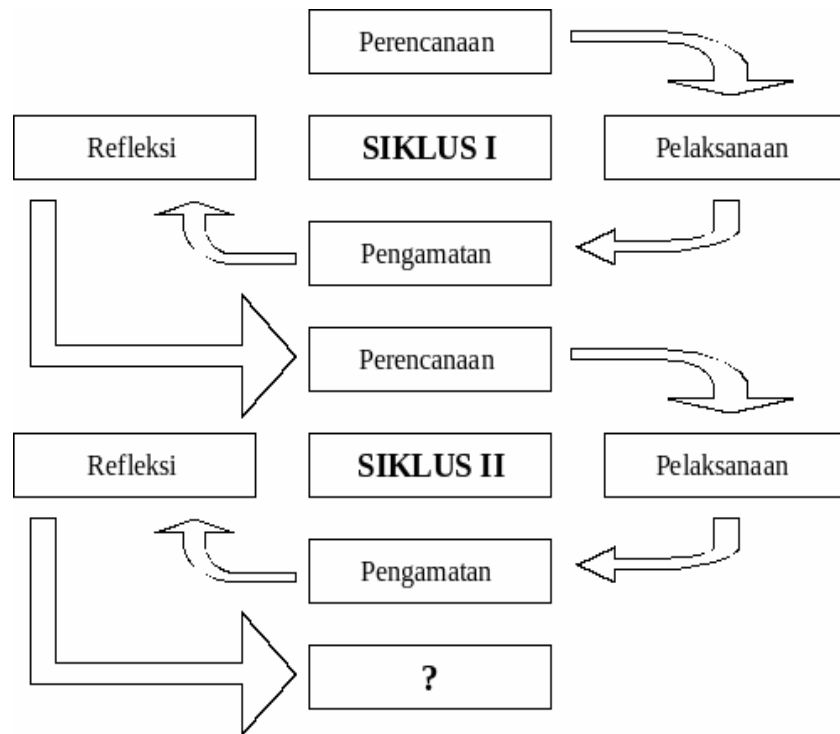 Perencanaan
Refleksi
SIKLUS I
Pelaksanaan
Pengamatan
Perencanaan
Refleksi
SIKLUS II
Pelaksanaan
Pengamatan
?